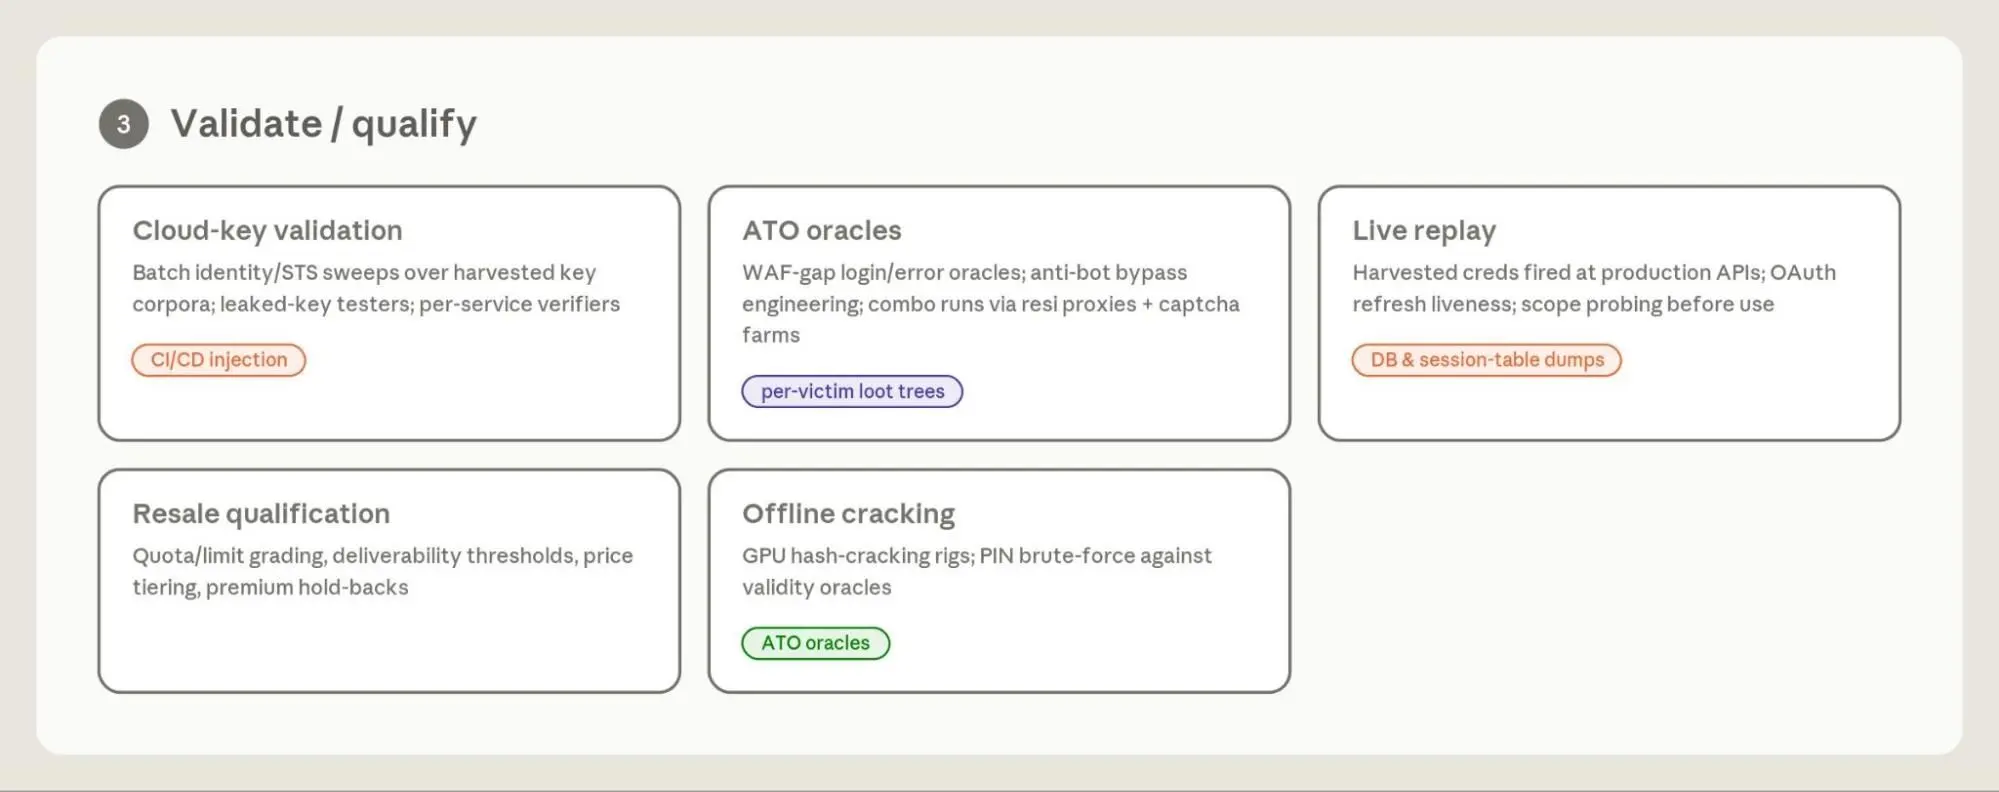 3
Validate / qualify
Cloud-key validation
Batch identity/STS sweeps over harvested key
corpora; leaked-key testers; per-service verifiers
CI/CD injection
ATO oracles
WAF-gap login/error oracles; anti-bot bypass
engineering; combo runs via resi proxies + captcha
farms
per-victim loot trees
Live replay
Harvested creds fired at production APIs; OAuth
refresh liveness; scope probing before use
DB & session-table dumps
Resale qualification
Quota/limit grading, deliverability thresholds, price
tiering, premium hold-backs
Offline cracking
GPU hash-cracking rigs; PIN brute-force against
validity oracles
ATO oracles